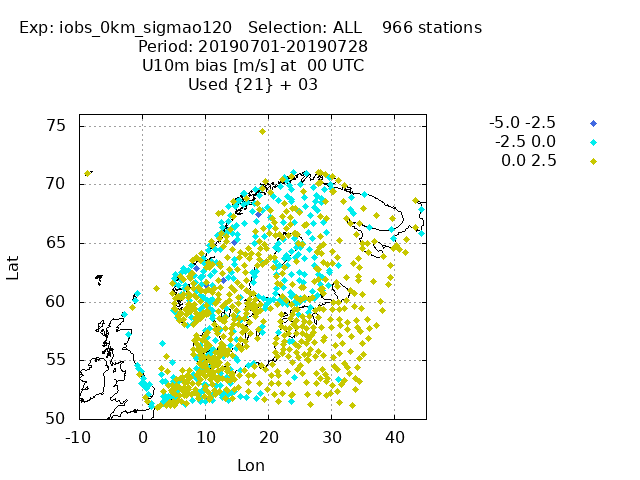 Exp: iobs_0km_sigmao120   Selection: ALL    966 stations
Period: 20190701-20190728
U10m bias [m/s] at  00 UTC
Used {21} + 03
-5.0 -2.5
-2.5 0.0
0.0 2.5
75
70
65
60
55
50
Lat
-10
0
10
20
30
40
Lon